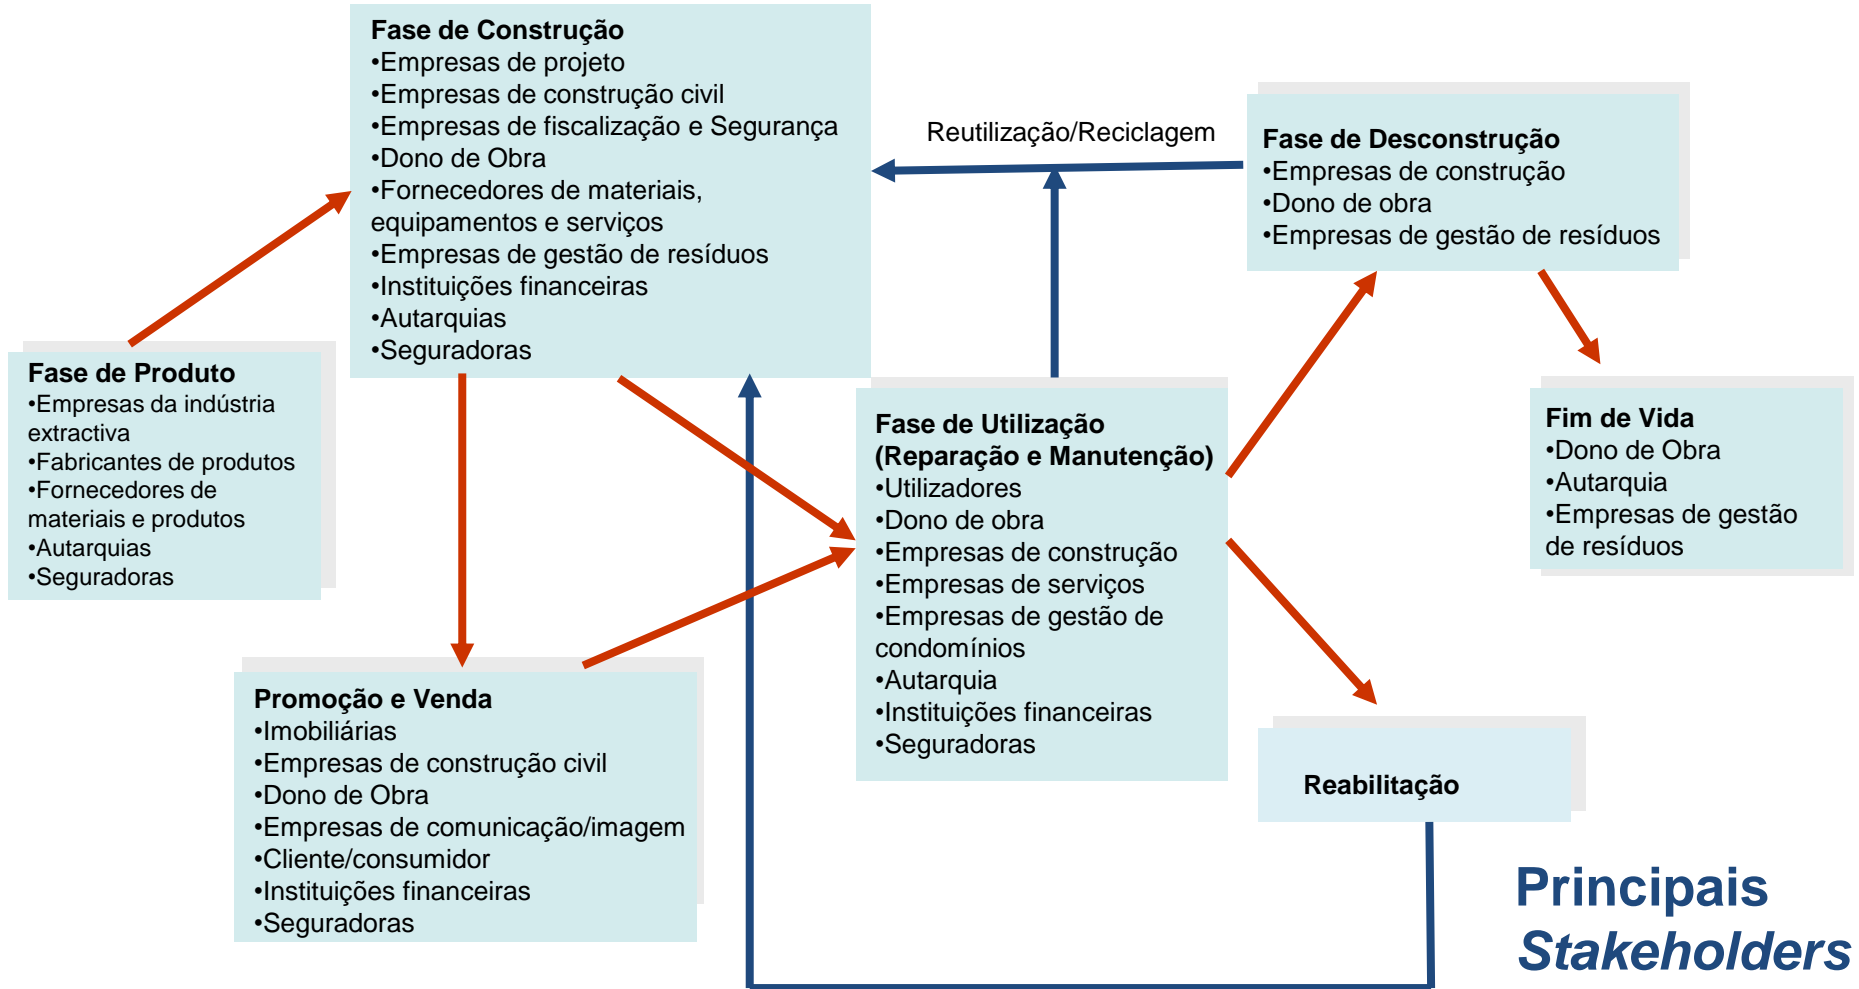 Fase de Construção
•Empresas de projeto
•Empresas de construção civil
•Empresas de fiscalização e Segurança
•Dono de Obra
•Fornecedores de materiais,
equipamentos e serviços
•Empresas de gestão de resíduos
•Instituições financeiras
•Autarquias
•Seguradoras
Reutilização/Reciclagem
Fase de Desconstrução
•Empresas de construção
•Dono de obra
•Empresas de gestão de resíduos
Fase de Produto
•Empresas da indústria
extractiva
•Fabricantes de produtos
•Fornecedores de
materiais e produtos
•Autarquias
•Seguradoras
Fase de Utilização
(Reparação e Manutenção)
•Utilizadores
•Dono de obra
•Empresas de construção
•Empresas de serviços
•Empresas de gestão de
condomínios
•Autarquia
•Instituições financeiras
•Seguradoras
Fim de Vida
•Dono de Obra
•Autarquia
•Empresas de gestão
de resíduos
Promoção e Venda
•Imobiliárias
•Empresas de construção civil
•Dono de Obra
•Empresas de comunicação/imagem
•Cliente/consumidor
•Instituições financeiras
•Seguradoras
Reabilitação
Principais
Stakeholders